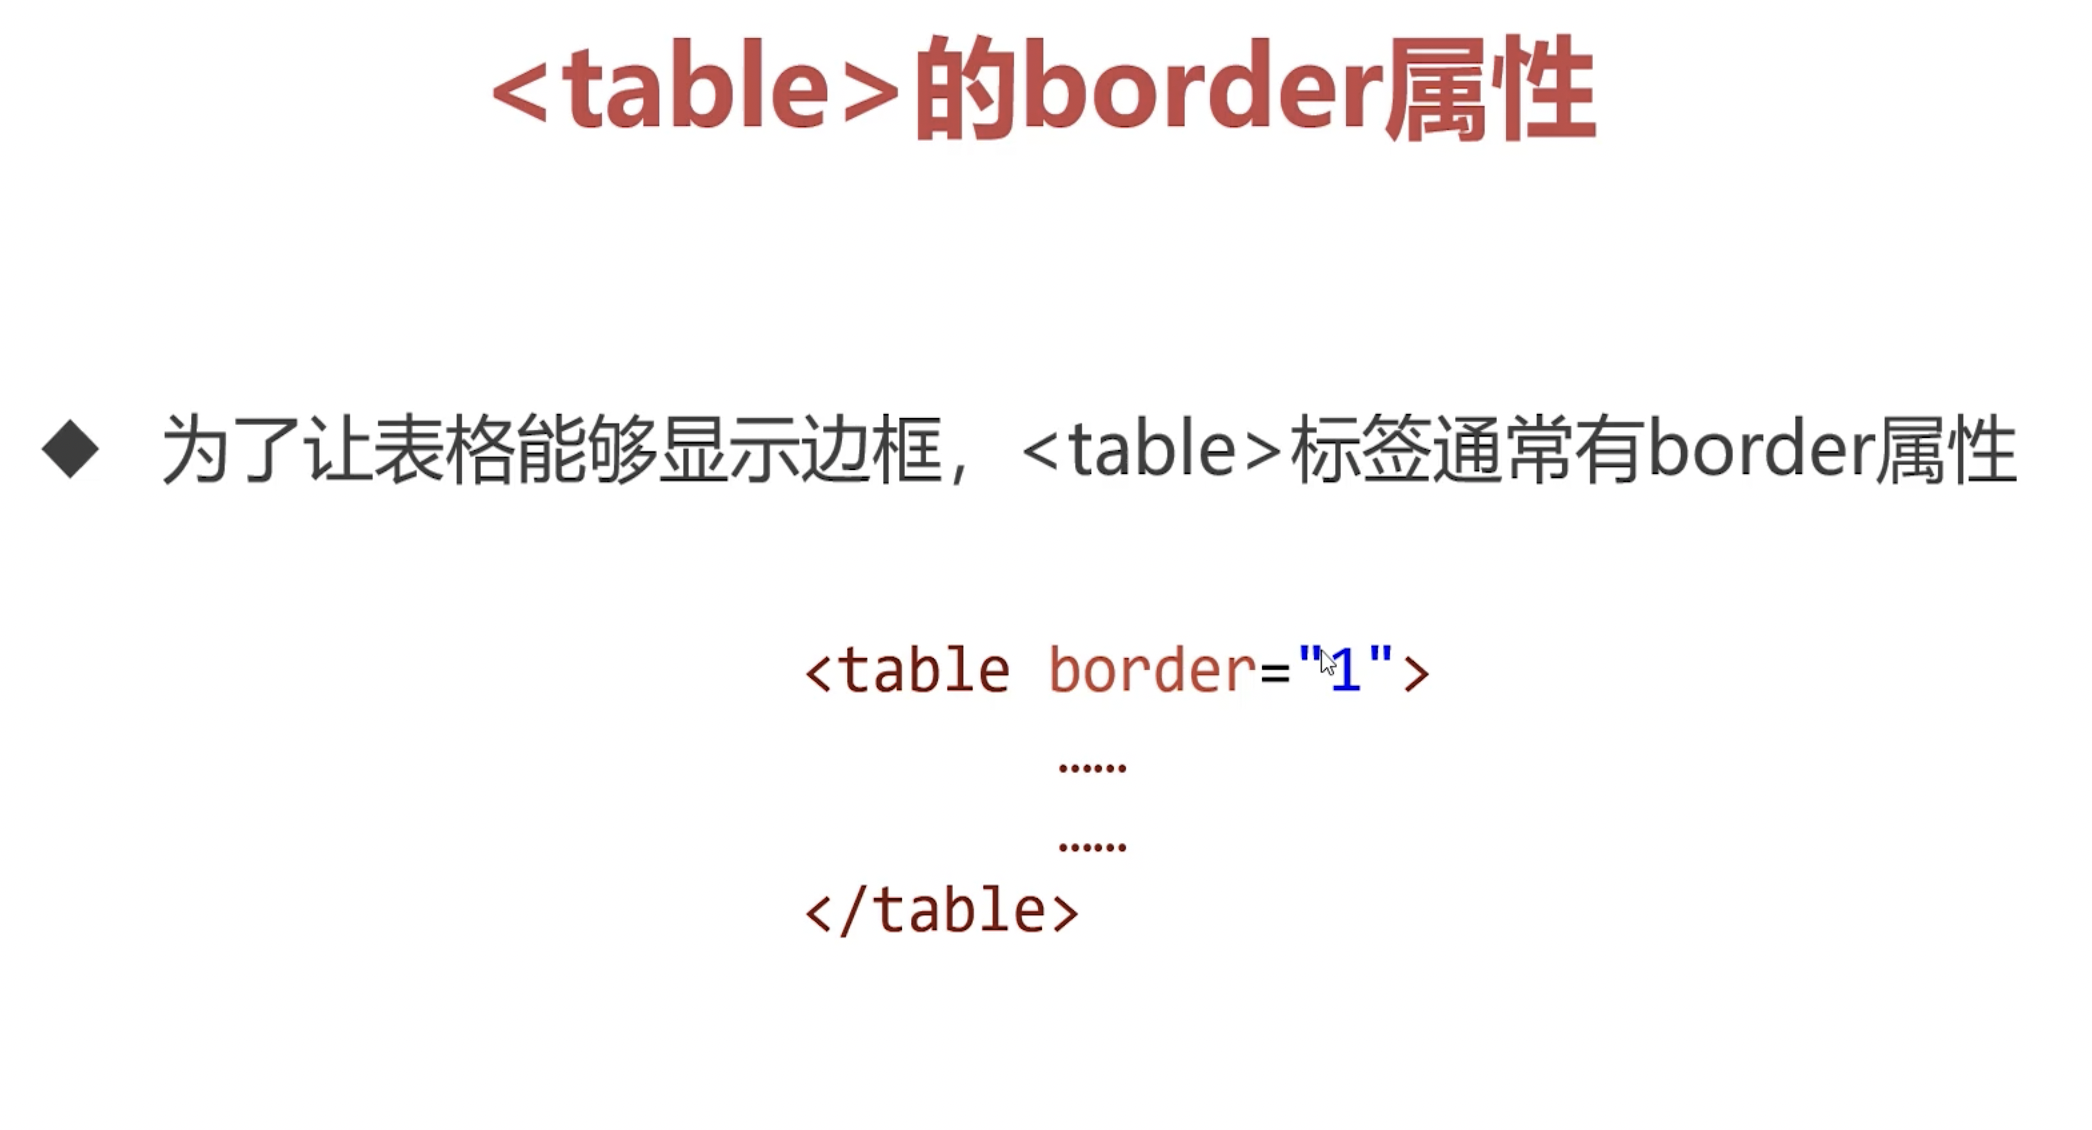 <table>的border属性
◆ 为了让表格能够显示边框，<table>标签通常有border属性
<table border="1">
……
……
</table>